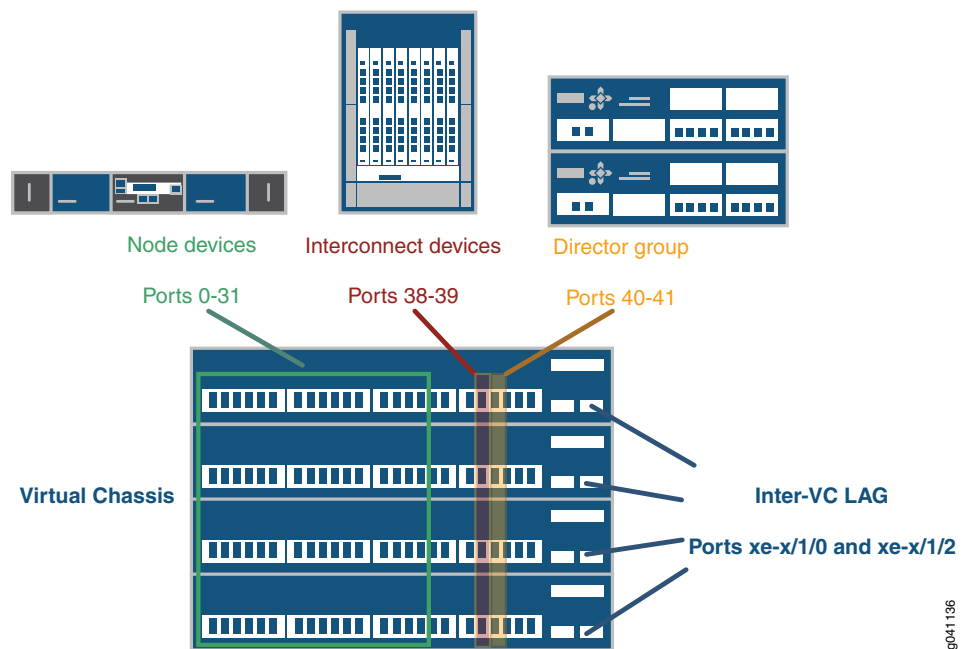 Node devices
Interconnect devices
Director group
Ports 0-31
Ports 38-39
Ports 40-41
Virtual Chassis
Inter-VC LAG
Ports xe-x/1/0 and xe-x/1/2
g041136